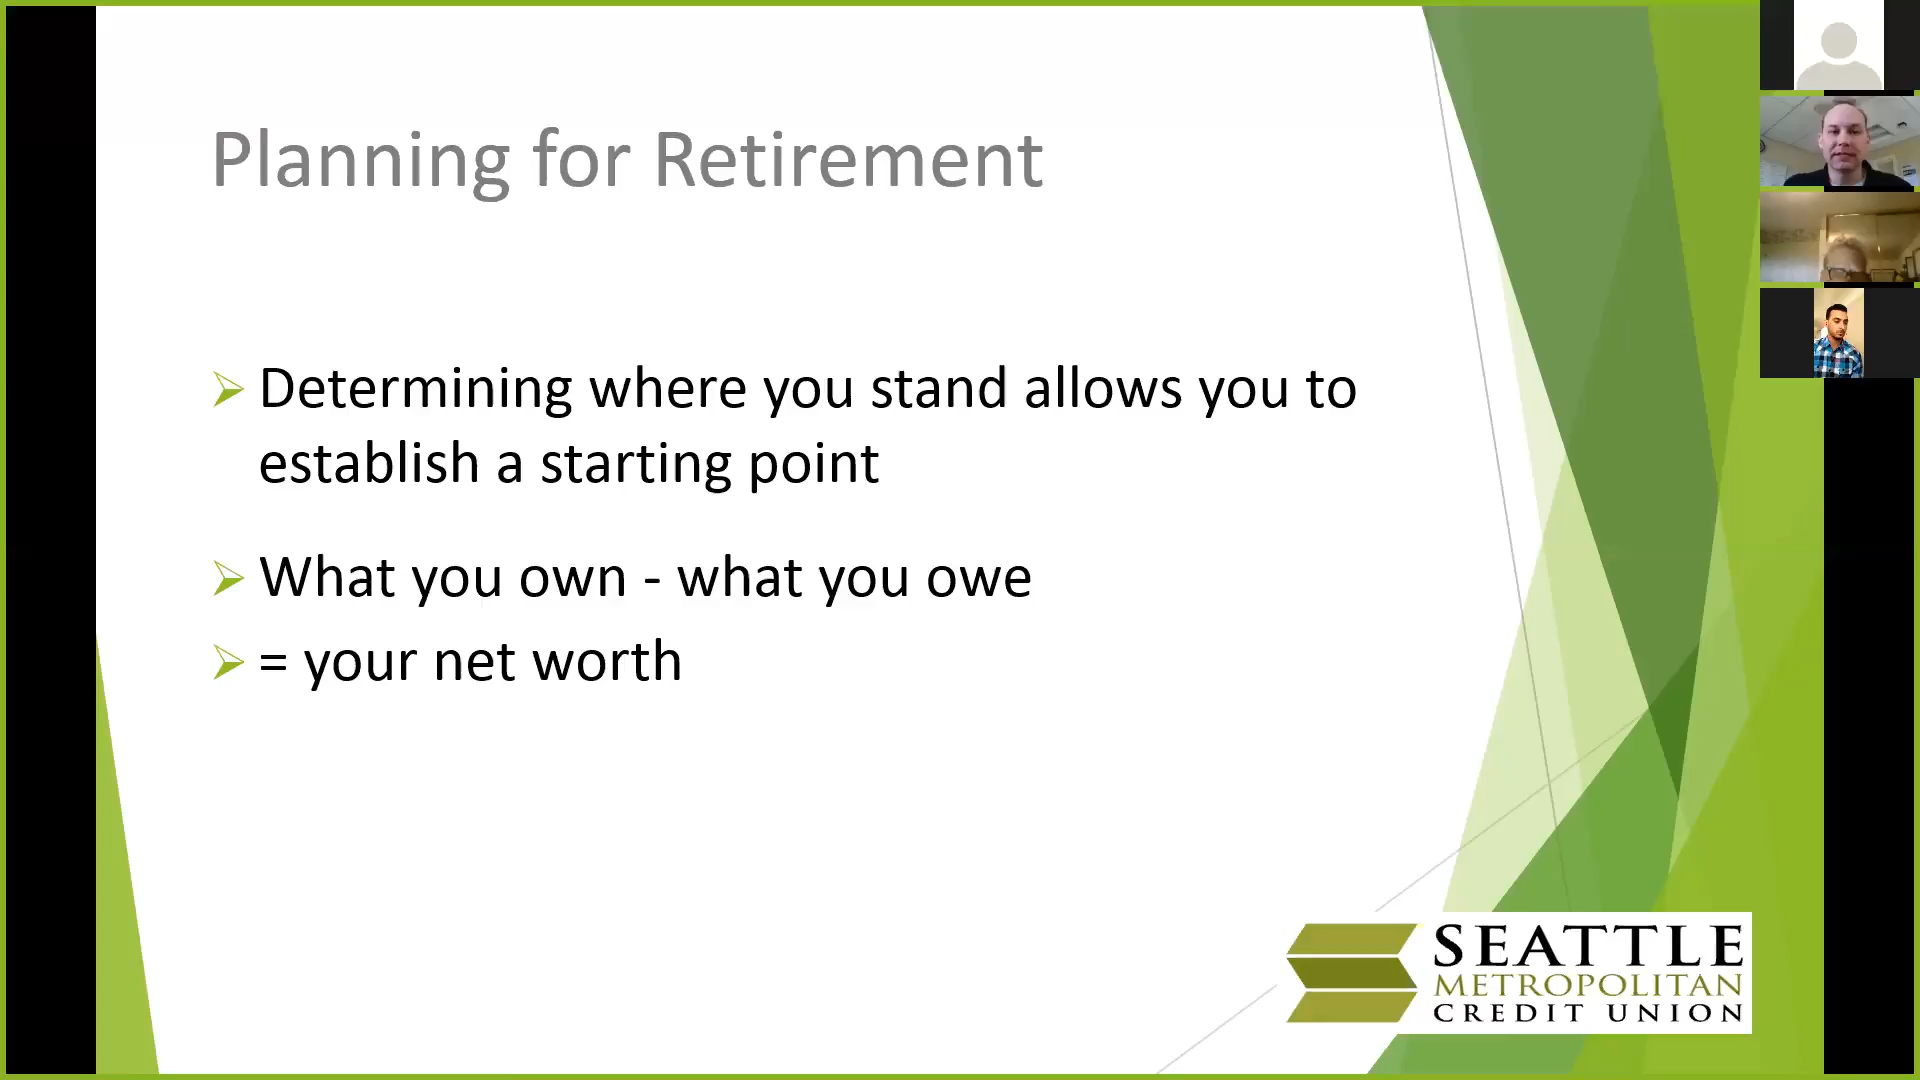 Planning for Retirement
Determining where you stand allows you to
establish a starting point
What you own - what you owe
= your net worth
SEATTLE
METROPOLITAN
CREDIT UNION